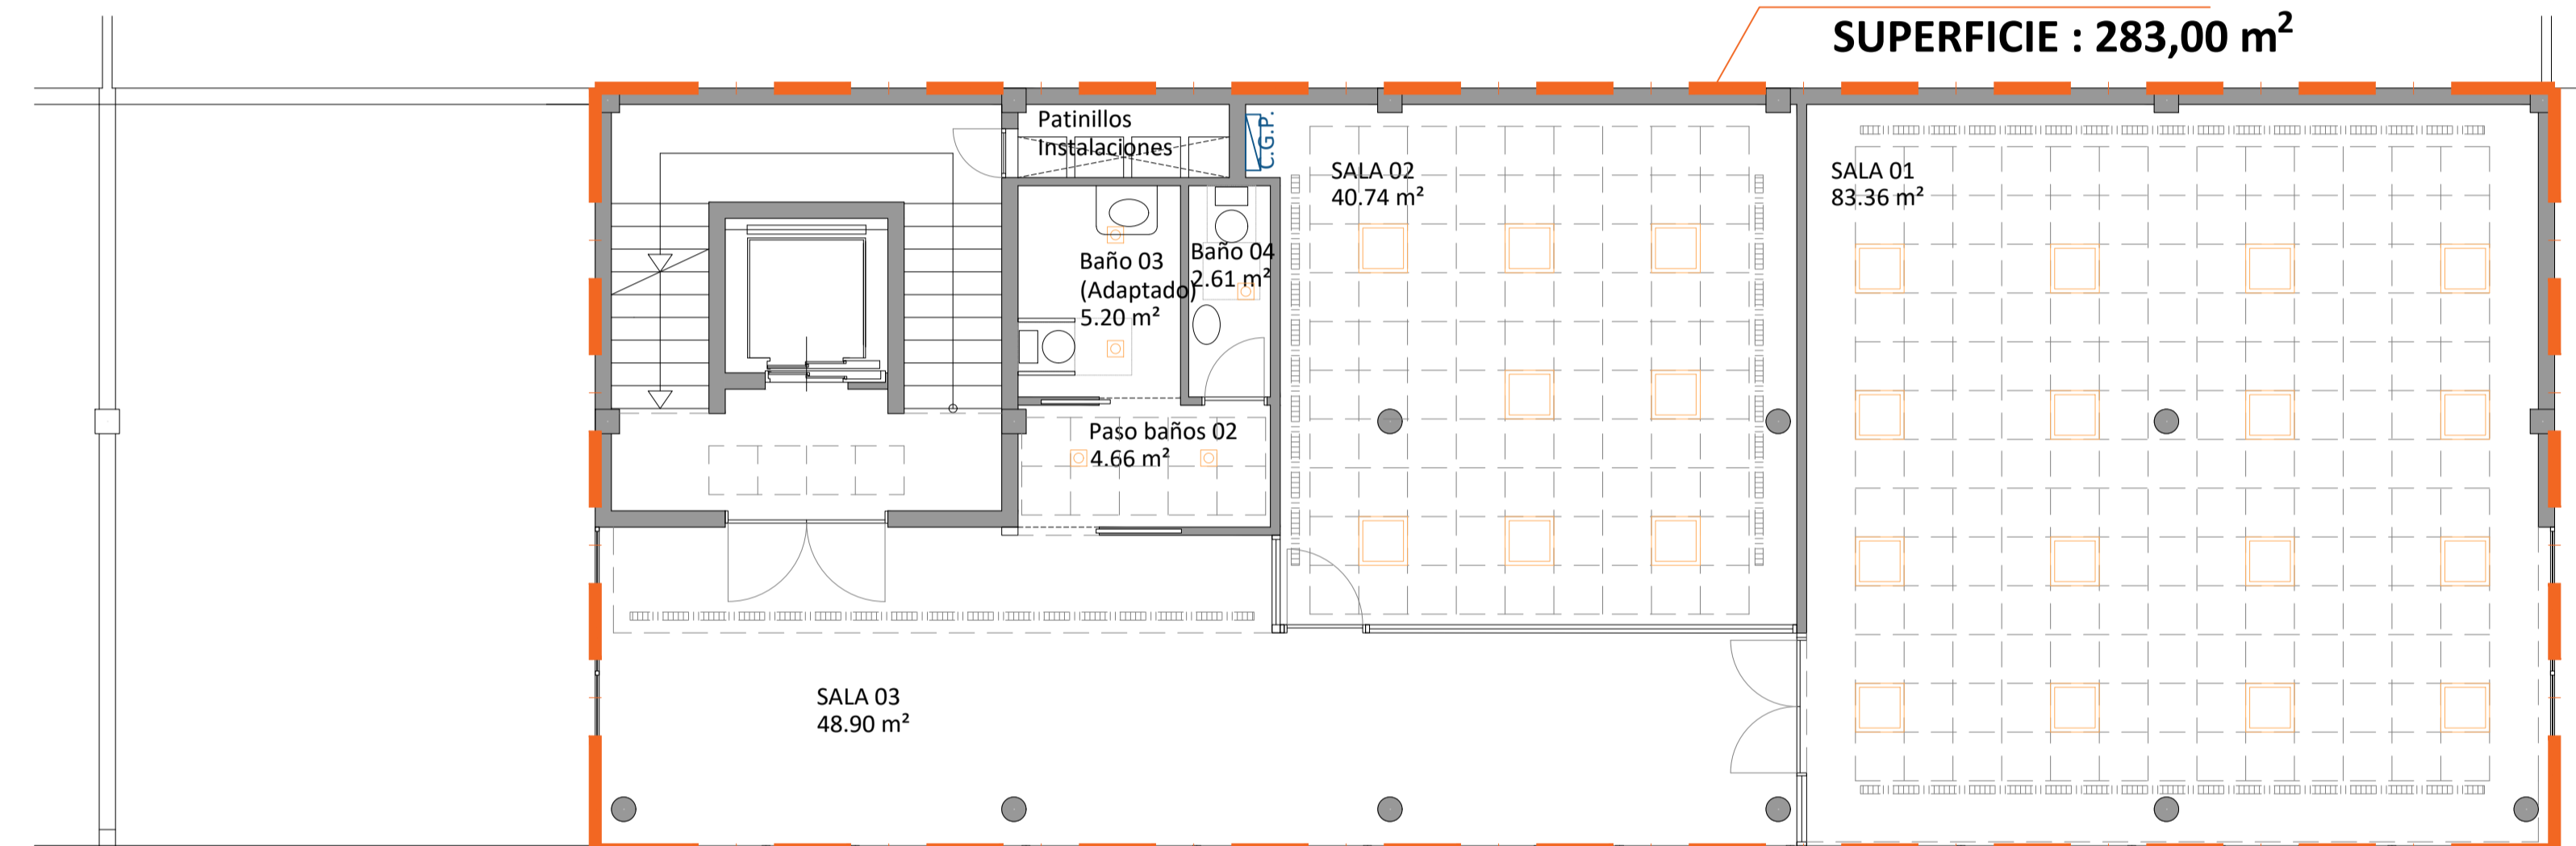 SUPERFICIE : 283,00 m²
Patinillos
Instalaciones
C.G.P.
SALA 02
40.74 m²
SALA 01
83.36 m²
Baño 03
(Adaptado)
5.20 m²
Baño 04
2.61 m²
Paso baños 02
4.66 m²
SALA 03
48.90 m²